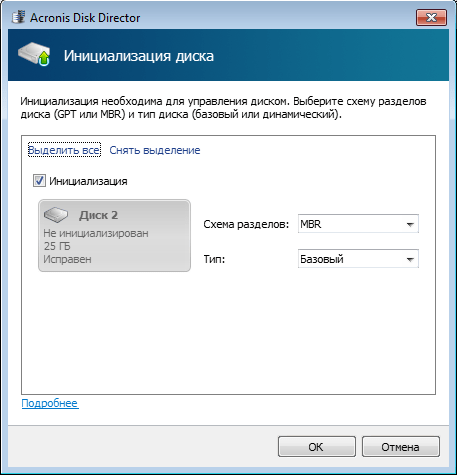 Acronis Disk Director
Инициализация диска
Инициализация необходима для управления диском. Выберите схему разделов
диска (GPT или MBR) и тип диска (базовый или динамический).
Выделить все Снять выделение
Инициализация
Диск 2
Не инициализирован
25 ГБ
Исправен
Схема разделов: MBR
Тип: Базовый
Подробнее
OK Отмена